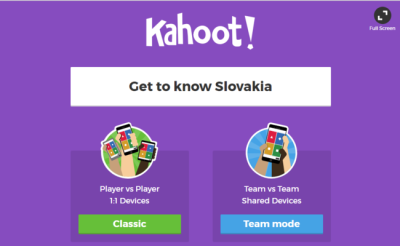 Kahoot!
Full Screen
Get to know Slovakia
Player vs Player
1:1 Devices
Classic
Team vs Team
Shared Devices
Team mode